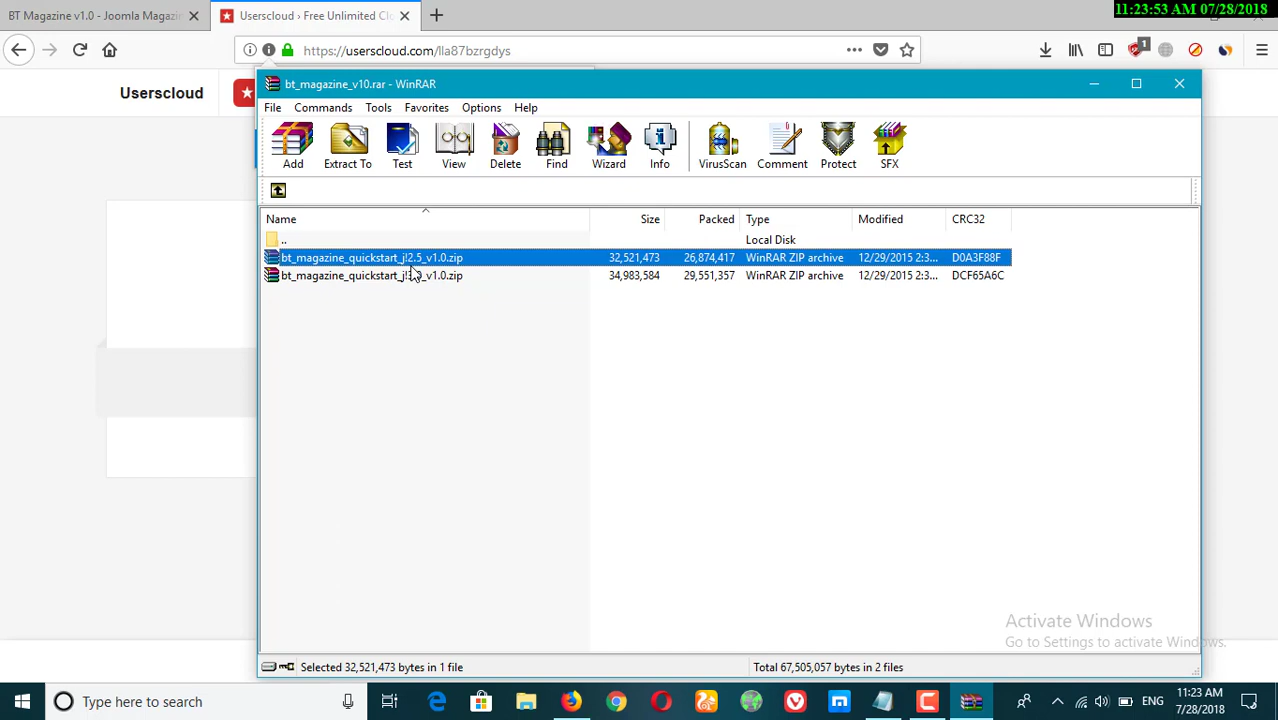 BT Magazine v1.0 - Joomla Magazin
Userscloud › Free Unlimited Clo
11:23:53 AM 07/28/2018
https://userscloud.com/lla87bzrgdys
Userscloud
bt_magazine_v10.rar - WinRAR
File Commands Tools Favorites Options Help
Add Extract To Test View Delete Find Wizard Info VirusScan Comment Protect SFX
Name Size Packed Type Modified CRC32
.. Local Disk
bt_magazine_quickstart_j!2.5_v1.0.zip 32,521,473 26,874,417 WinRAR ZIP archive 12/29/2015 2:3... D0A3F88F
34,983,584 29,551,357 WinRAR ZIP archive 12/29/2015 2:3... DCF65A6C
Activate Windows
Go to Settings to activate Windows.
Selected 32,521,473 bytes in 1 file Total 67,505,057 bytes in 2 files
Type here to search
ENG
11:23 AM
7/28/2018